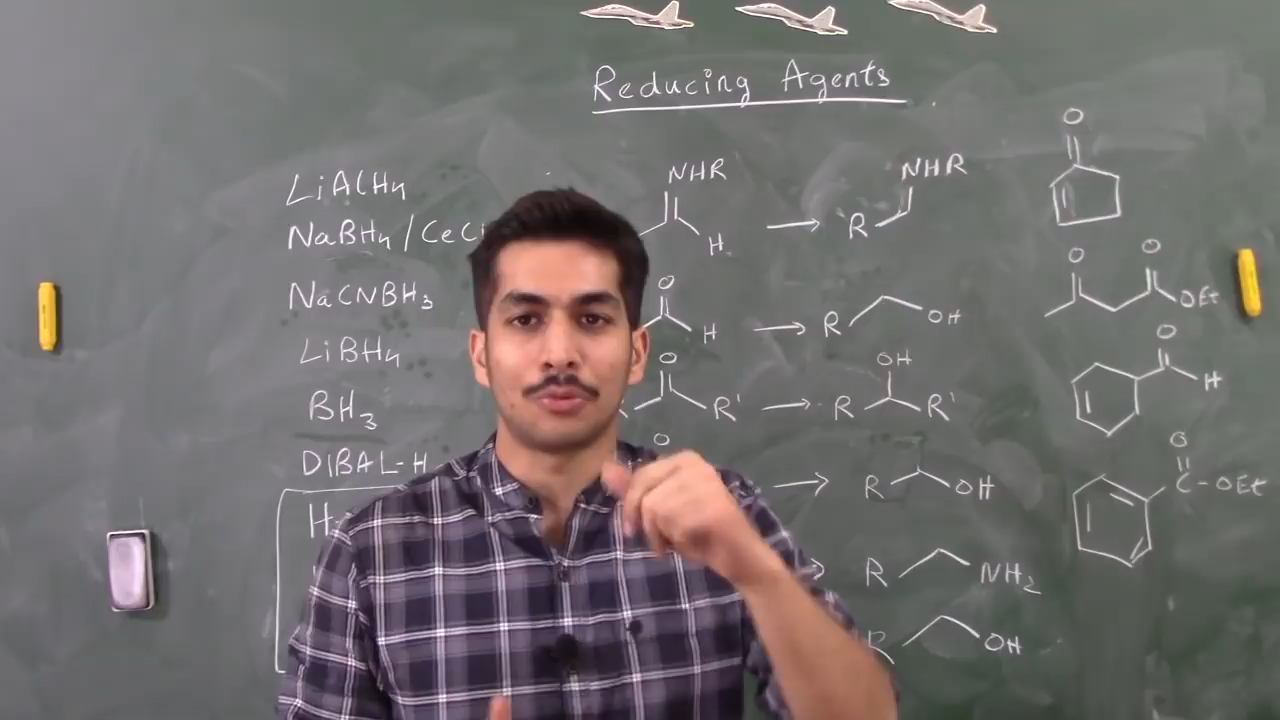 Reducing Agents
LiAlH4
NaBH4 / CeCl
NaCNBH3
LiBH4
BH3
DIBAL-H
H
NHR
H
O
H
O
R'
O
NHR
R
R OH
OH
R R'
R OH
R NH2
R OH
O
O O
OEt
O
H
O
C-OEt